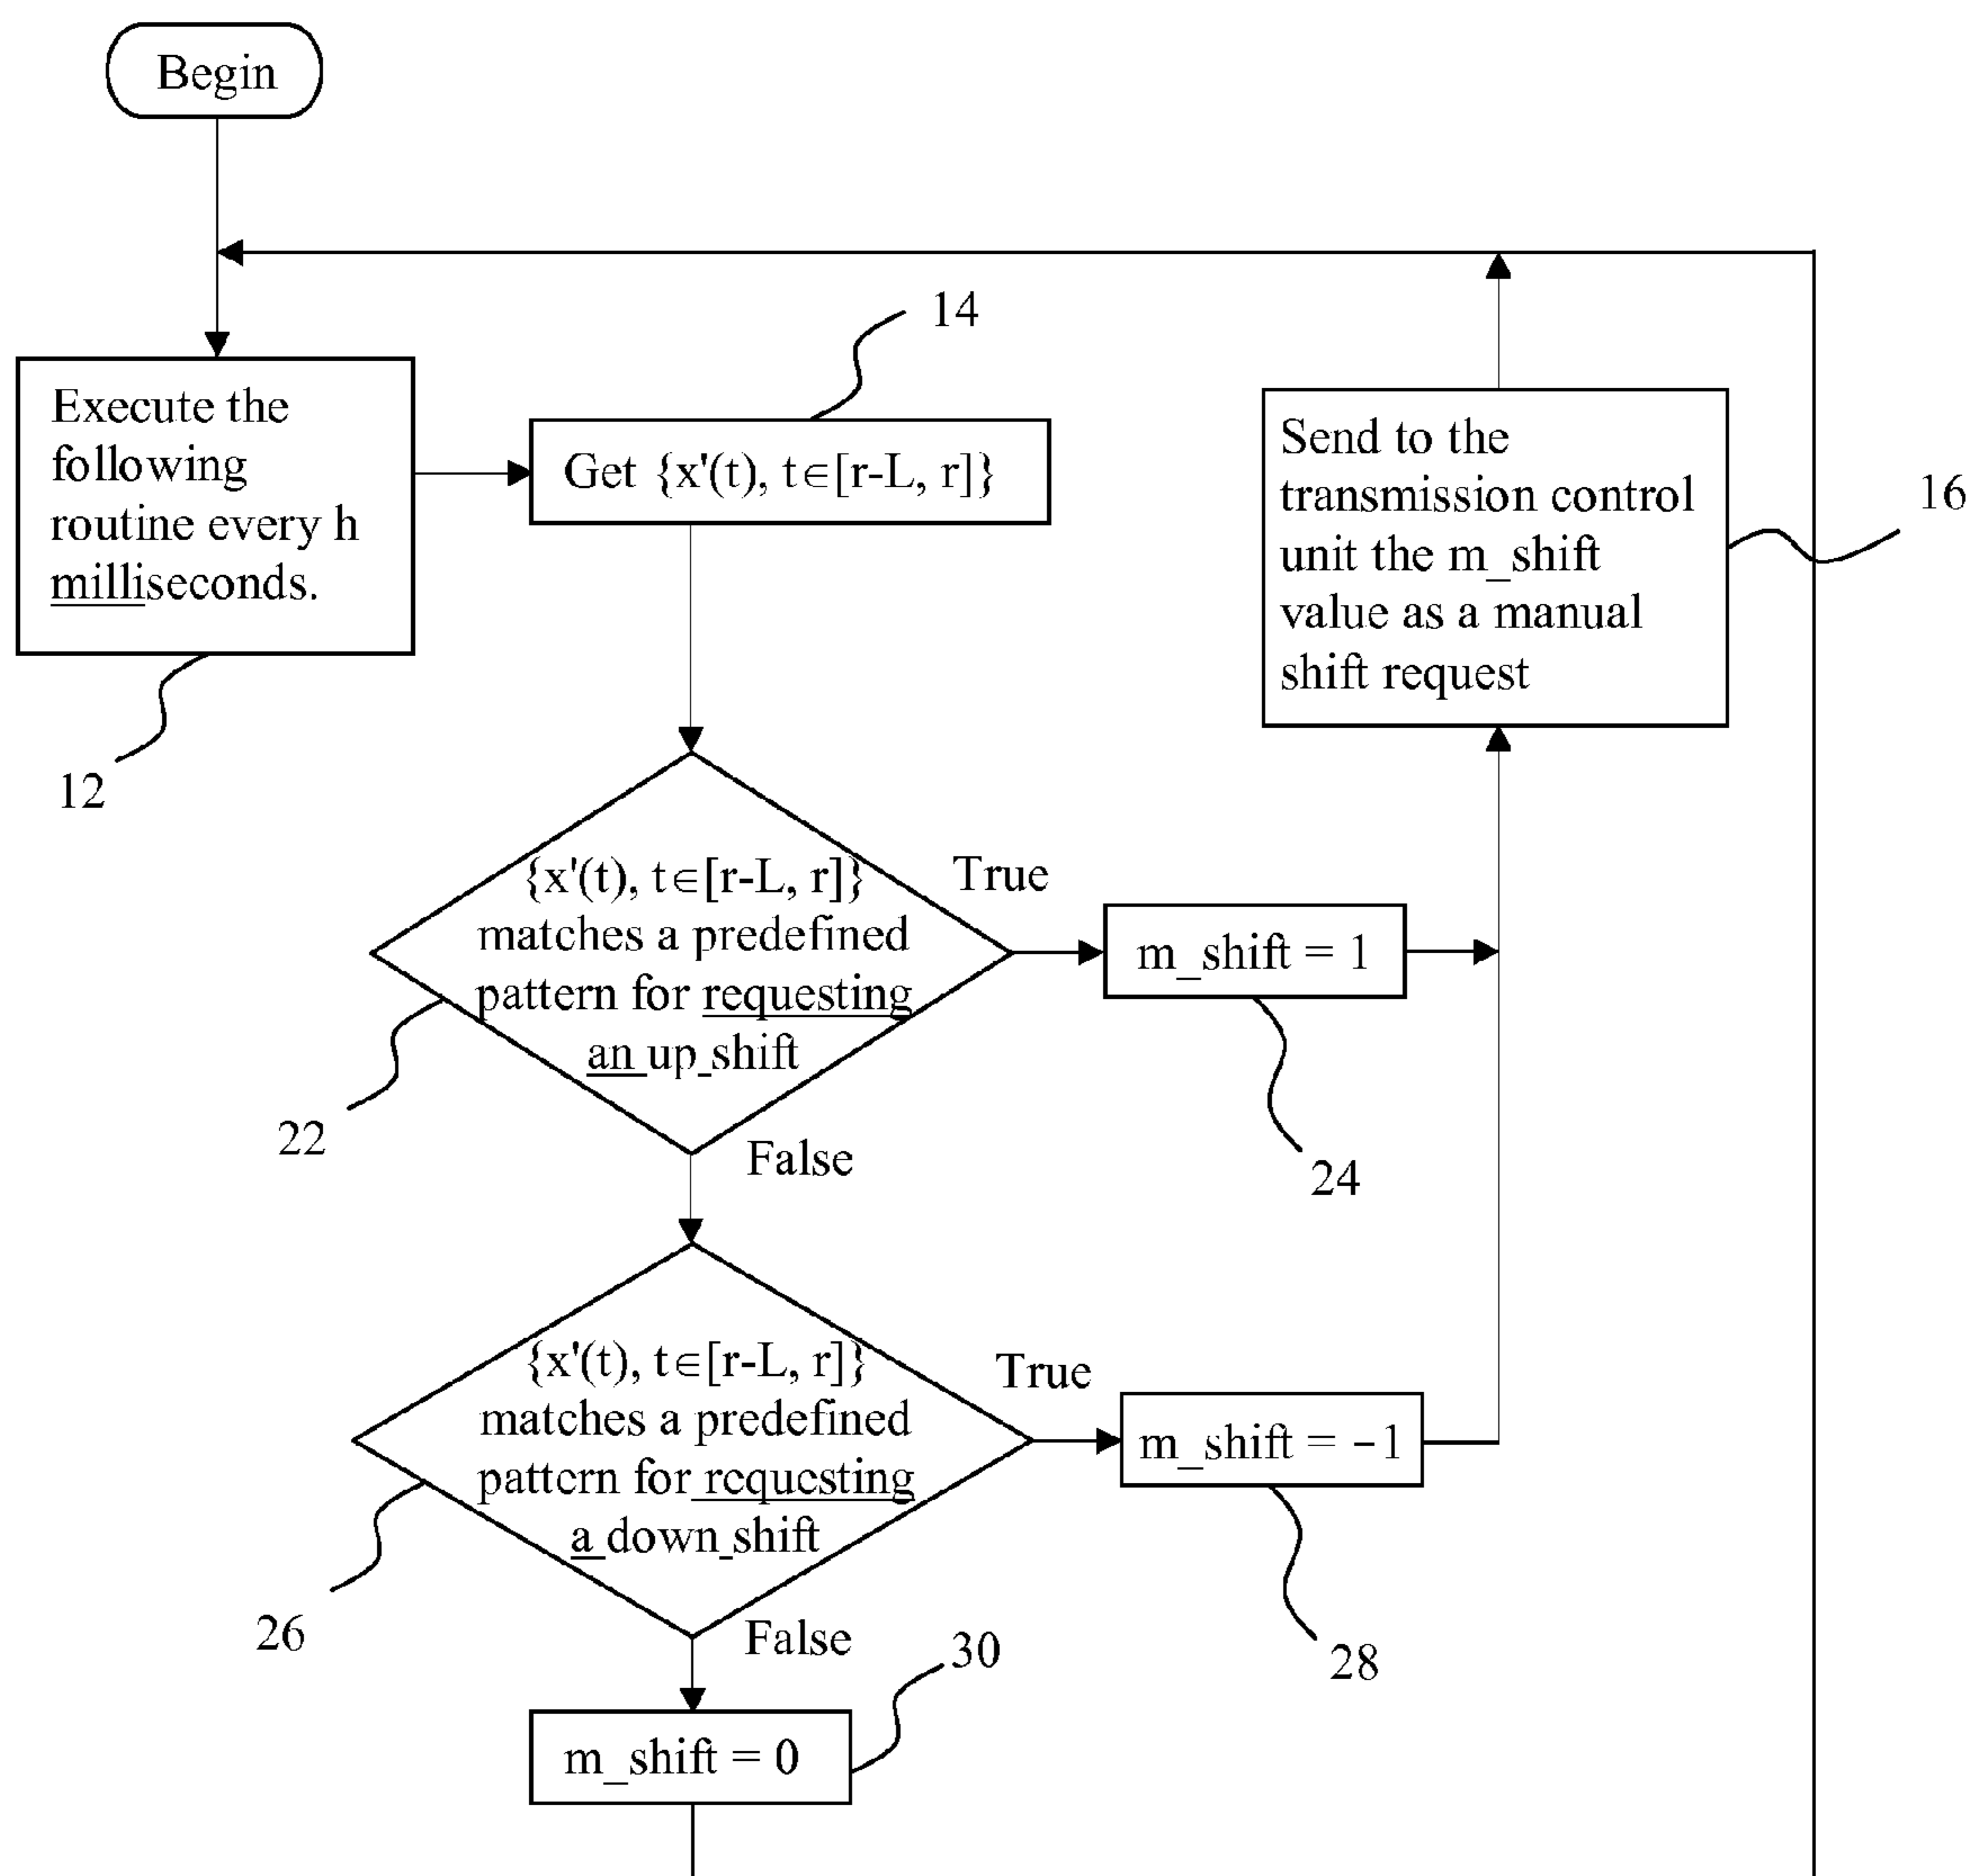 Begin
14
Execute the
following
routine every h
milliseconds.
Get {x'(t), t∈[r-L, r]}
Send to the
transmission control
unit the m_shift
value as a manual
shift request
16
12
{x'(t), t∈[r-L, r]}
matches a predefined
pattern for requesting
an up shift
True
m_shift = 1
22
False
24
{x'(t), t∈[r-L, r]}
matches a predefined
pattern for requesting
a down shift
True
m_shift = -1
26
False
30
28
m_shift = 0